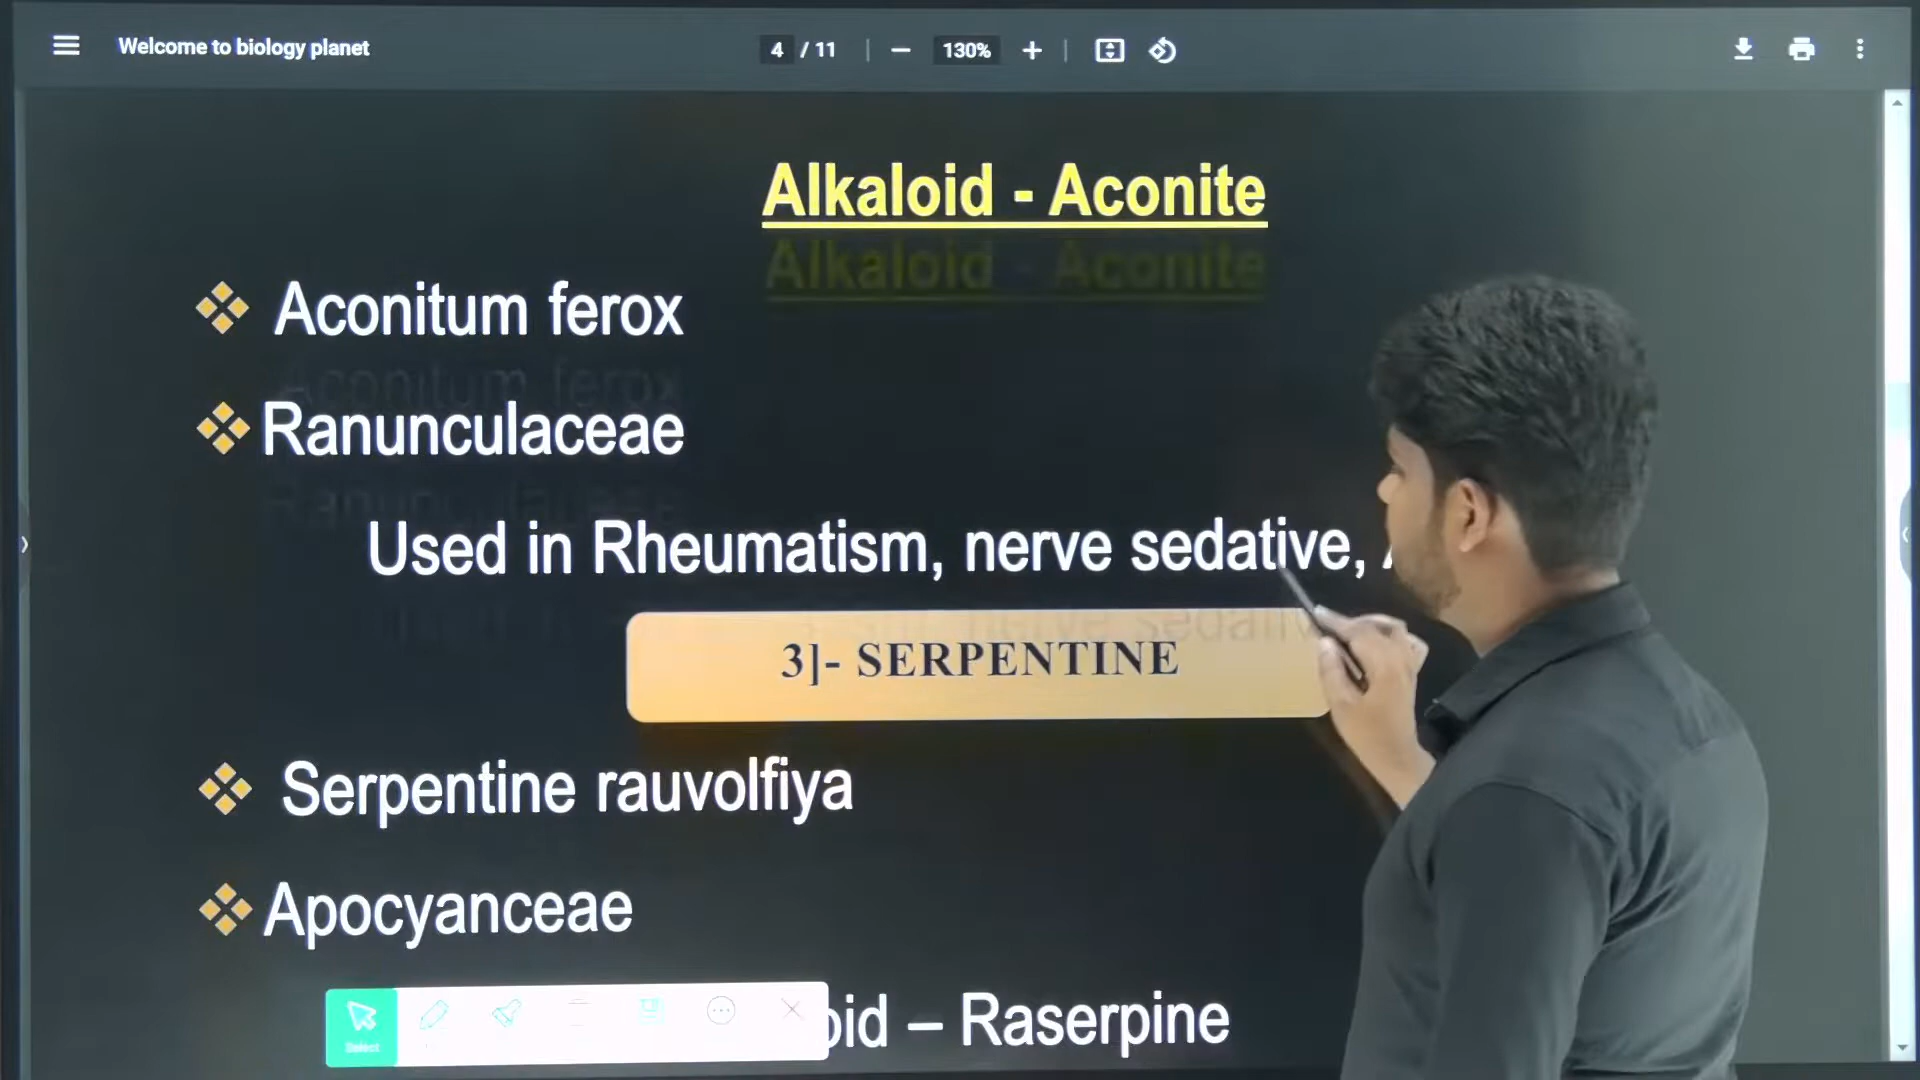 Welcome to biology planet
4 / 11
130%
Alkaloid - Aconite
Aconitum ferox
Ranunculaceae
Used in Rheumatism, nerve sedative,
3]- SERPENTINE
Serpentine rauvolfiya
Apocyanceae
oid – Raserpine
Select